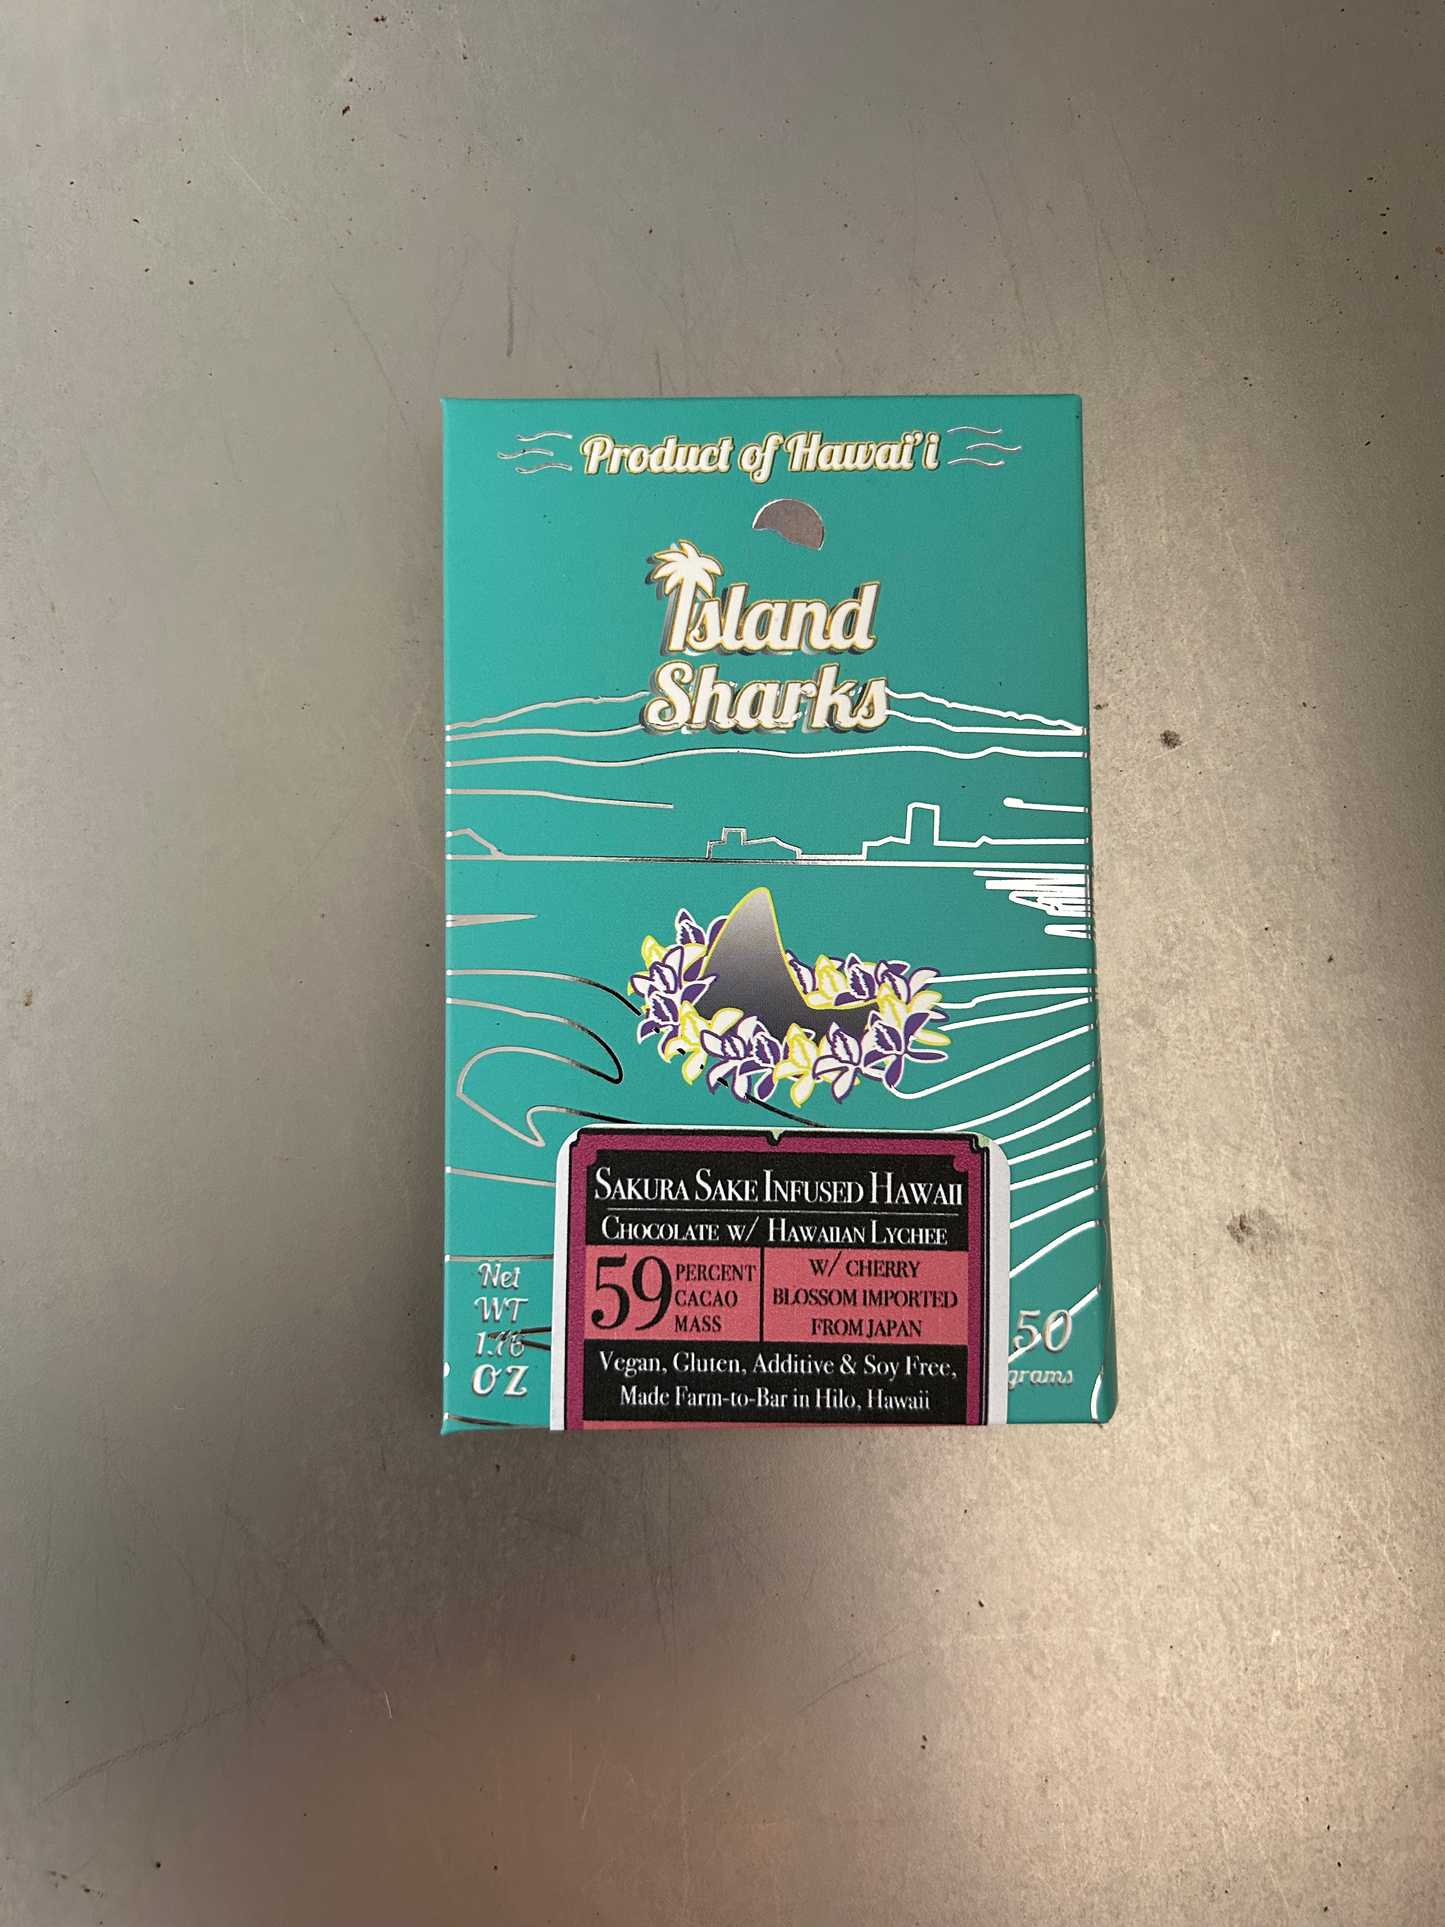 Product of Hawai'i
Island
Sharks
SAKURA SAKE INFUSED HAWAII
CHOCOLATE W/ HAWAIIAN LYCHEE
59 PERCENT
CACAO
MASS
W/ CHERRY
BLOSSOM IMPORTED
FROM JAPAN
Vegan, Gluten, Additive & Soy Free,
Made Farm-to-Bar in Hilo, Hawaii
Net
WT
1.76
OZ
50
grams